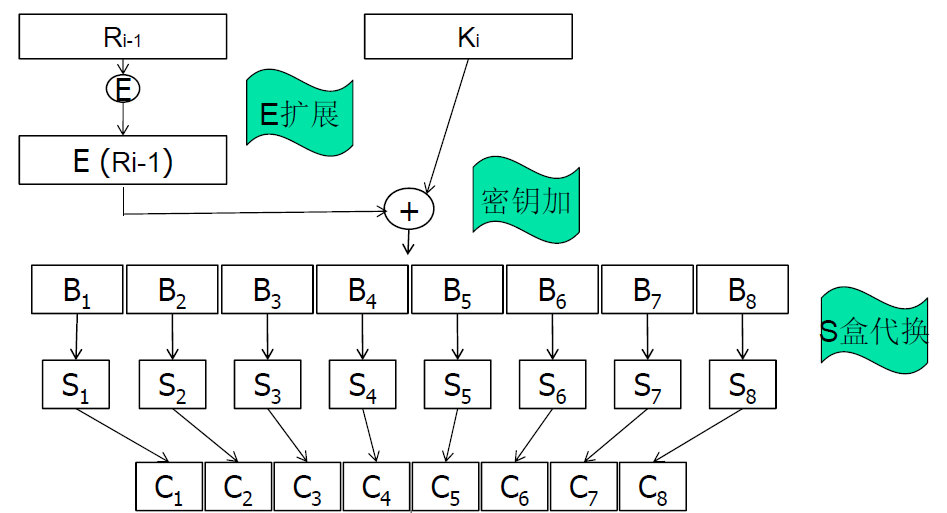 Ri-1 Ki
E
E扩展
E (Ri-1)
密钥加
+
B1 B2 B3 B4 B5 B6 B7 B8
S盒代换
S1 S2 S3 S4 S5 S6 S7 S8
C1 C2 C3 C4 C5 C6 C7 C8